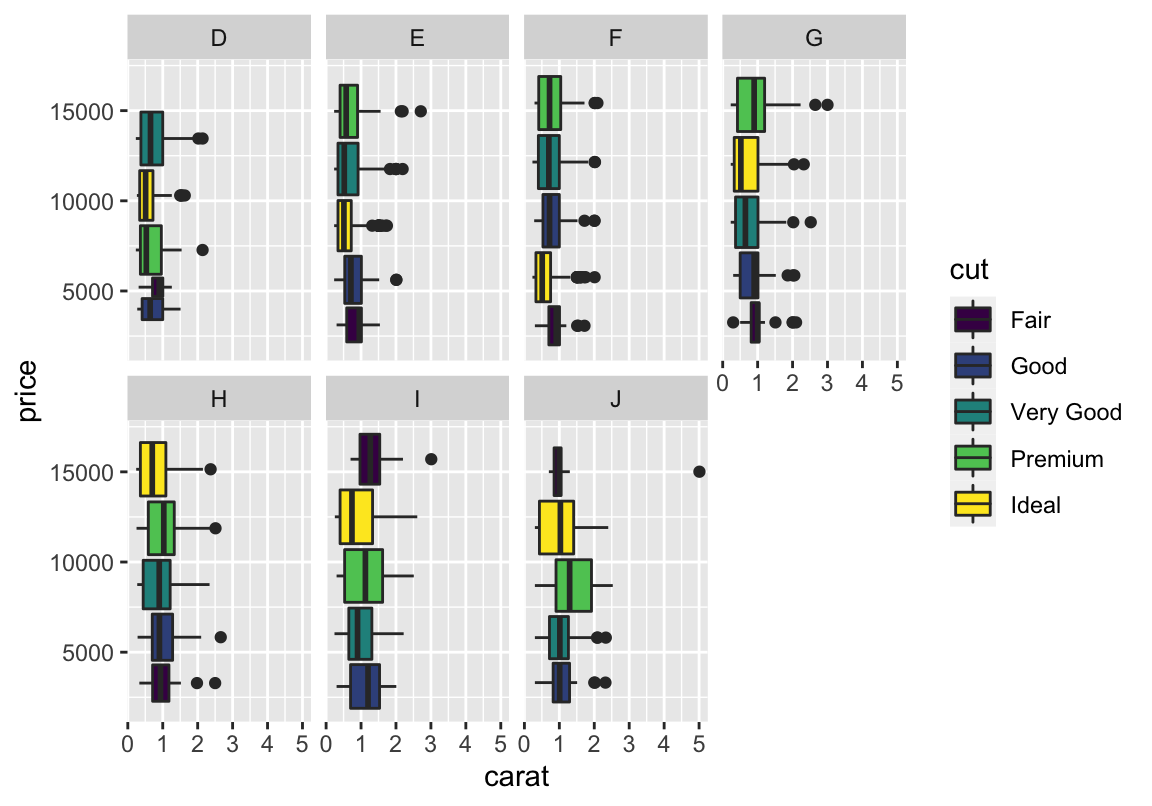 D E F G
15000
10000
5000
0 1 2 3 4 5
price
H I J
15000
10000
5000
0 1 2 3 4 5 0 1 2 3 4 5 0 1 2 3 4 5
carat
cut
Fair
Good
Very Good
Premium
Ideal